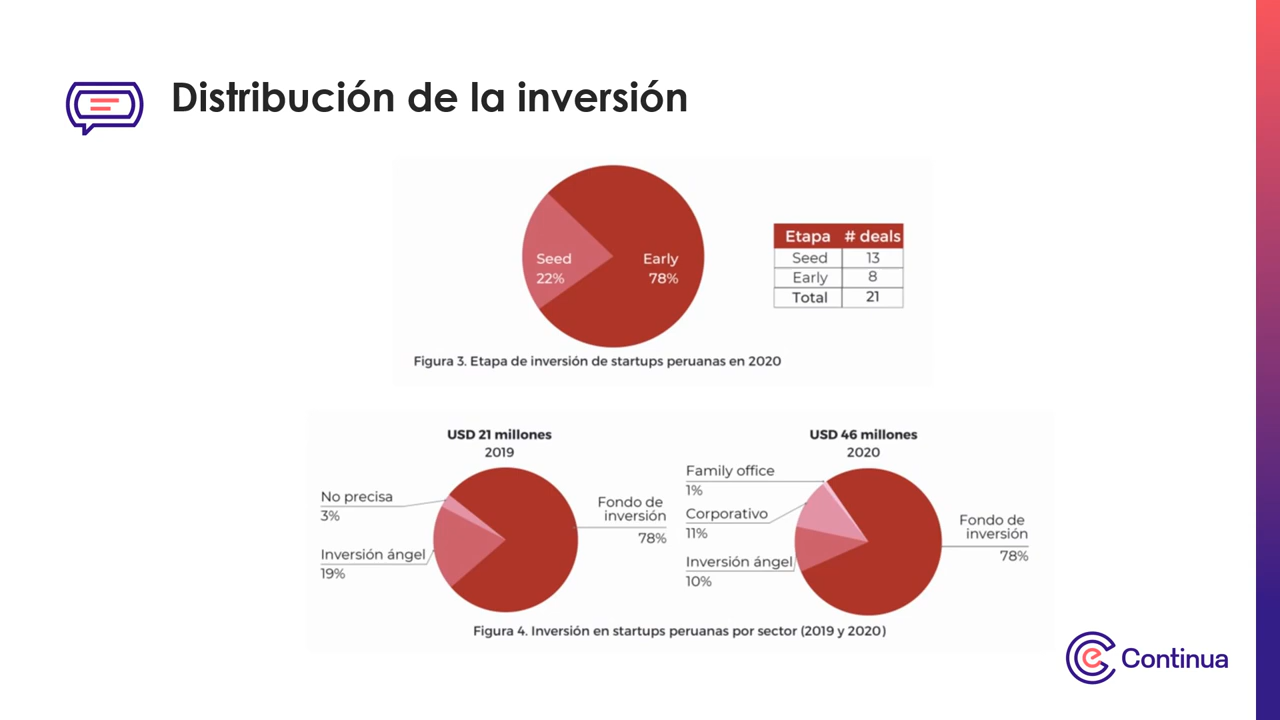 Distribución de la inversión
Seed
22%
Early
78%
Etapa # deals
Seed 13
Early 8
Total 21
Figura 3. Etapa de inversión de startups peruanas en 2020
USD 21 millones
2019
No precisa
3%
Inversión ángel
19%
Fondo de
inversión
78%
USD 46 millones
2020
Family office
1%
Corporativo
11%
Inversión ángel
10%
Fondo de
inversión
78%
Figura 4. Inversión en startups peruanas por sector (2019 y 2020)
e Continua